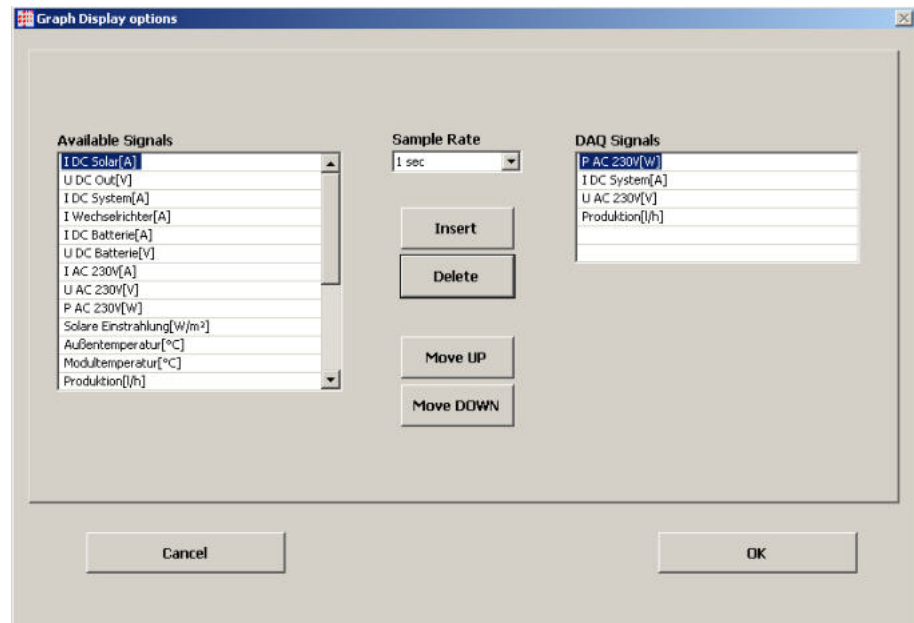 Graph Display options
Available Signals
I DC Solar[A]
U DC Out[V]
I DC System[A]
I Wechselrichter[A]
I DC Batterie[A]
U DC Batterie[V]
I AC 230V[A]
U AC 230V[V]
P AC 230V[W]
Solare Einstrahlung[W/m²]
Außentemperatur[°C]
Modultemperatur[°C]
Produktion[l/h]
Sample Rate
1 sec
Insert
Delete
Move UP
Move DOWN
DAQ Signals
P AC 230V[W]
I DC System[A]
U AC 230V[V]
Produktion[l/h]
Cancel
OK